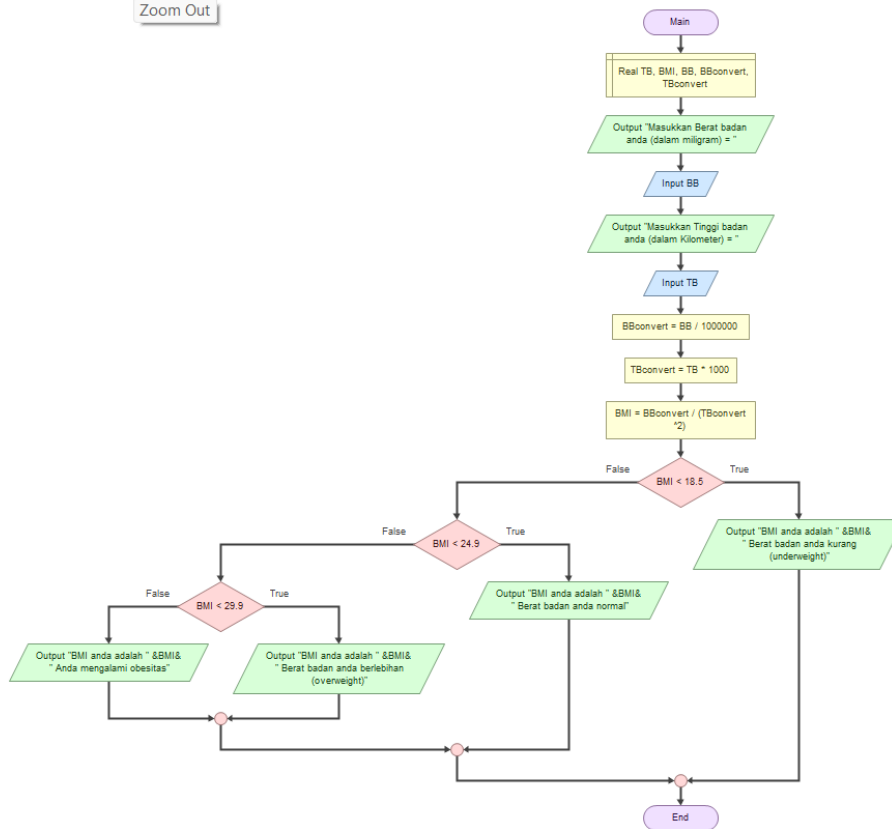 Zoom Out
Main
Real TB, BMI, BB, BBconvert,
TBconvert
Output "Masukkan Berat badan
anda (dalam miligram) = "
Input BB
Output "Masukkan Tinggi badan
anda (dalam Kilometer) = "
Input TB
BBconvert = BB / 1000000
TBconvert = TB * 1000
BMI = BBconvert / (TBconvert
*2)
False
True
BMI < 18.5
False
True
BMI < 24.9
Output "BMI anda adalah " &BMI&
" Berat badan anda kurang
(underweight)"
False
True
BMI < 29.9
Output "BMI anda adalah " &BMI&
" Berat badan anda normal"
Output "BMI anda adalah " &BMI&
" Anda mengalami obesitas"
Output "BMI anda adalah " &BMI&
" Berat badan anda berlebihan
(overweight)"
End